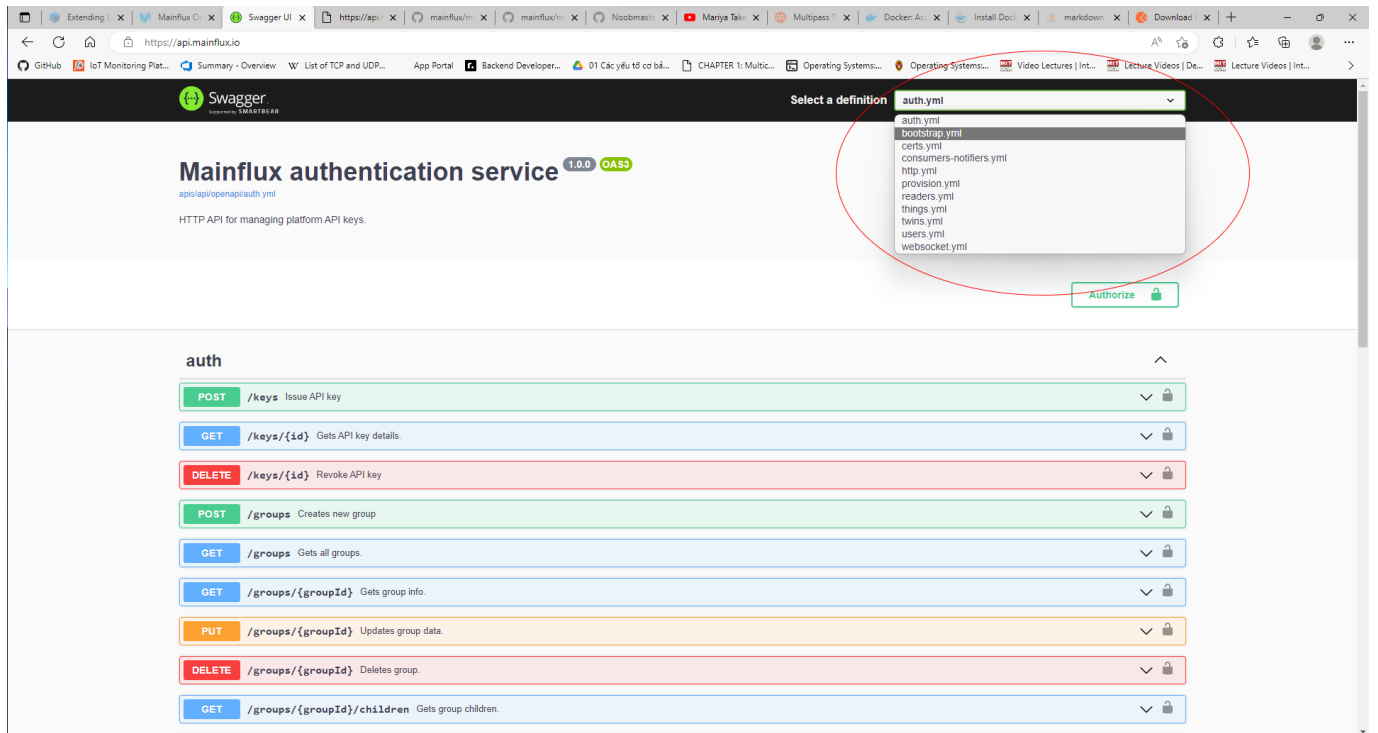 Extending D
Mainflux Op
Swagger UI
https://api.
mainflux/m
mainflux/m
Noobmaste
Mariya Take
Multipass T
Docker: Acc
Install Dock
markdown
Download
https://api.mainflux.io
GitHub
IoT Monitoring Plat...
Summary - Overview
List of TCP and UDP...
App Portal
Backend Developer...
01 Các yếu tố cơ bả...
CHAPTER 1: Multic...
Operating Systems:...
Operating Systems:...
Video Lectures | Int...
Lecture Videos | De...
Lecture Videos | Int...
Swagger.
Supported by SMARTBEAR
Select a definition
auth.yml
auth.yml
bootstrap.yml
certs.yml
consumers-notifiers.yml
http.yml
provision.yml
readers.yml
things.yml
twins.yml
users.yml
websocket.yml
Mainflux authentication service 1.0.0 OAS3
apis/api/openapi/auth.yml
HTTP API for managing platform API keys.
Authorize
auth
POST /keys Issue API key
GET /keys/{id} Gets API key details.
DELETE /keys/{id} Revoke API key
POST /groups Creates new group
GET /groups Gets all groups.
GET /groups/{groupId} Gets group info.
PUT /groups/{groupId} Updates group data.
DELETE /groups/{groupId} Deletes group.
GET /groups/{groupId}/children Gets group children.